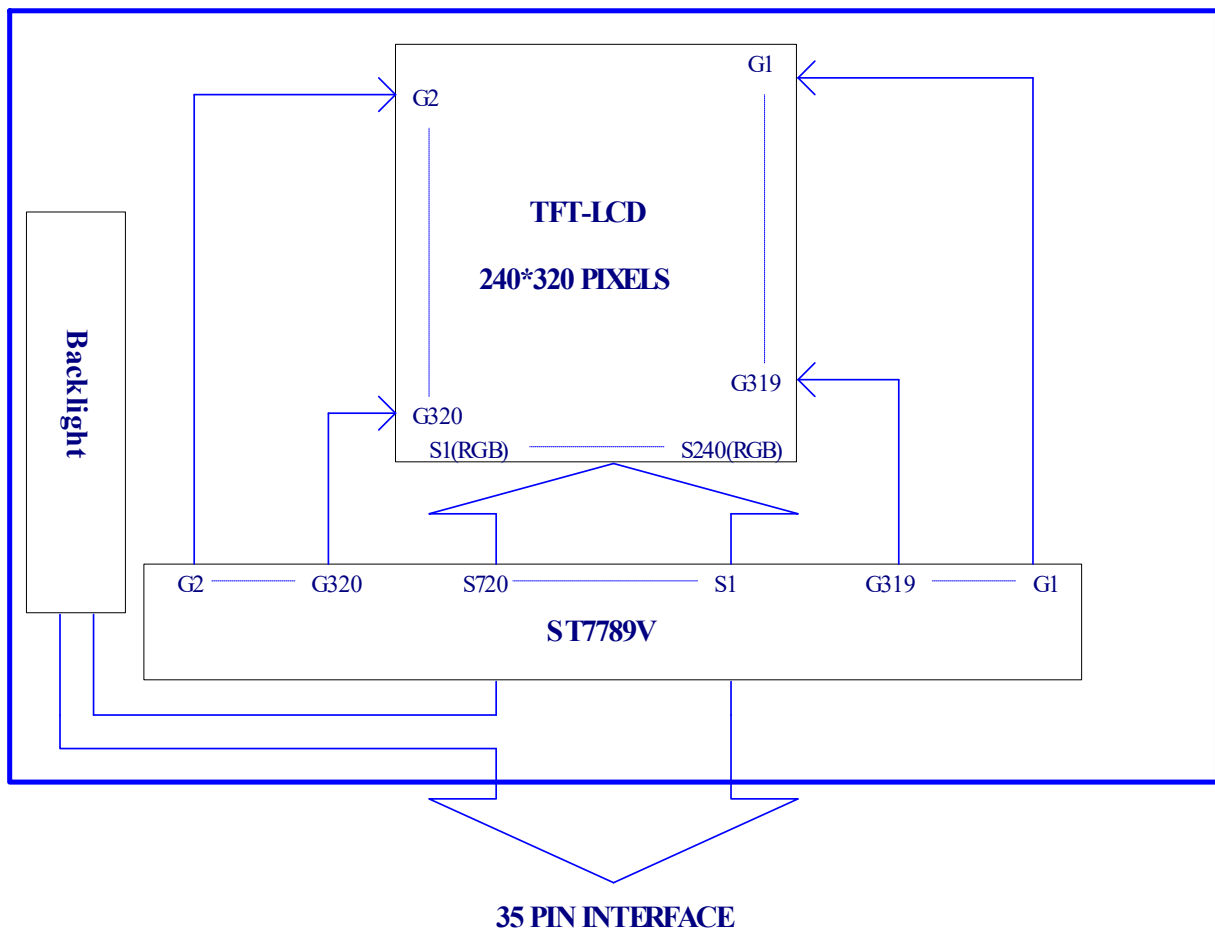 G1
G2
TFT-LCD
240*320 PIXELS
Backlight
G319
G320
S1(RGB) S240(RGB)
G2 G320 S720 S1 G319 G1
ST7789V
35 PIN INTERFACE